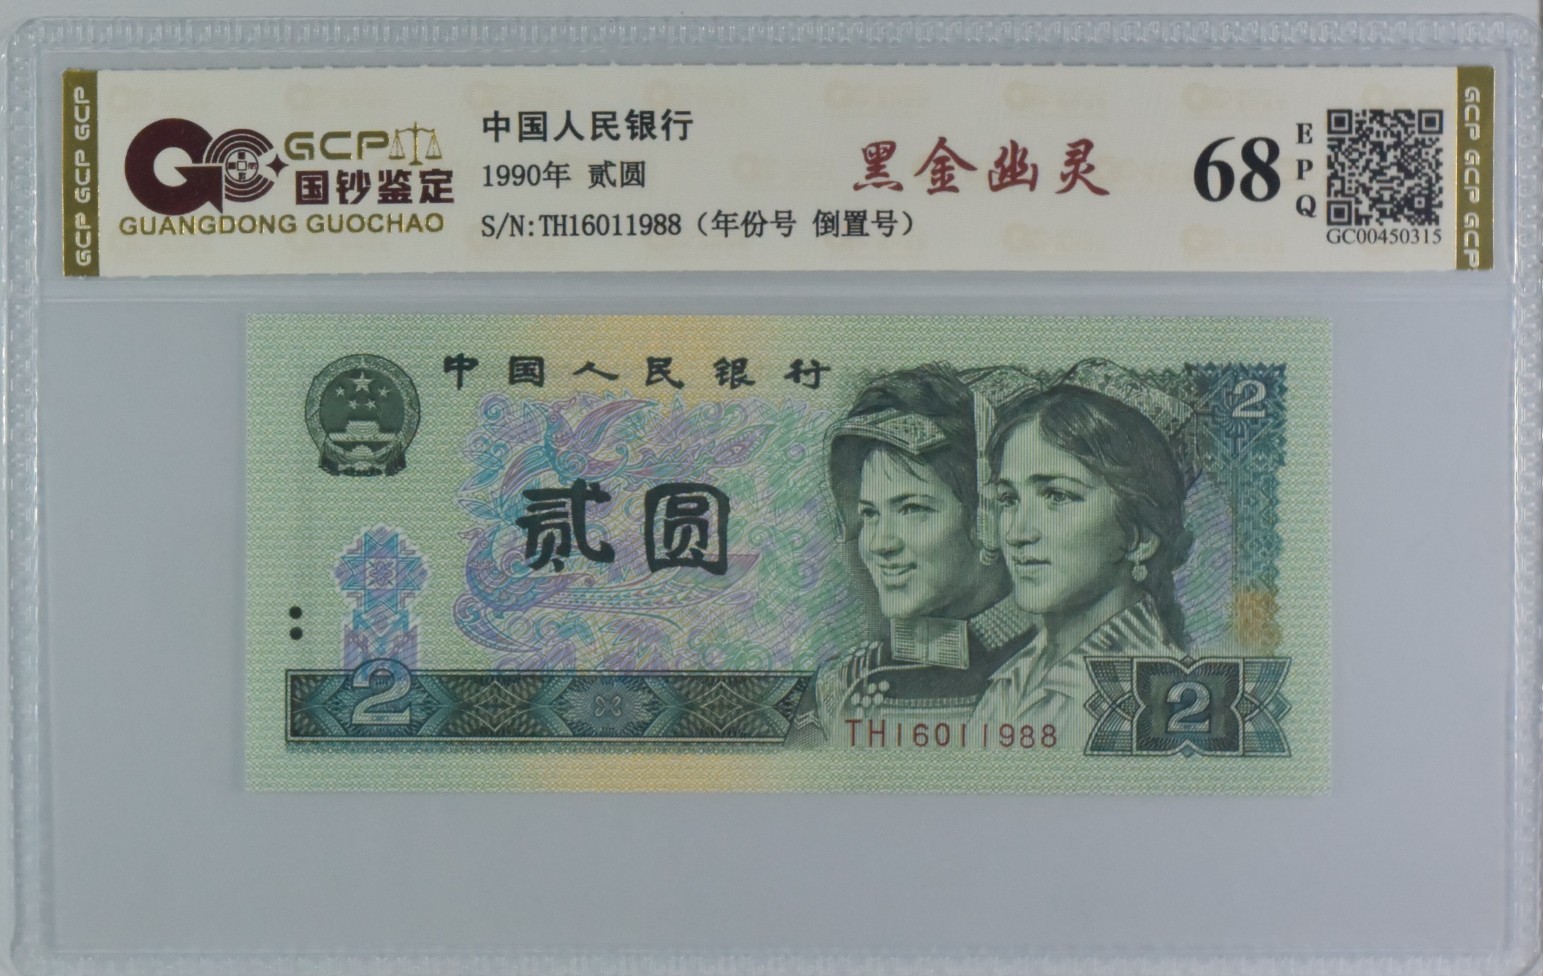 GCP GCP GCP
GCP
国钞鉴定
GUANGDONG GUOCHAO
中国人民银行
1990年 贰圆
S/N:TH16011988（年份号 倒置号）
黑金幽灵
68
EPQ
GC00450315
GCP GCP GCP
中国人民银行
2
贰圆
2
TH16011988
2